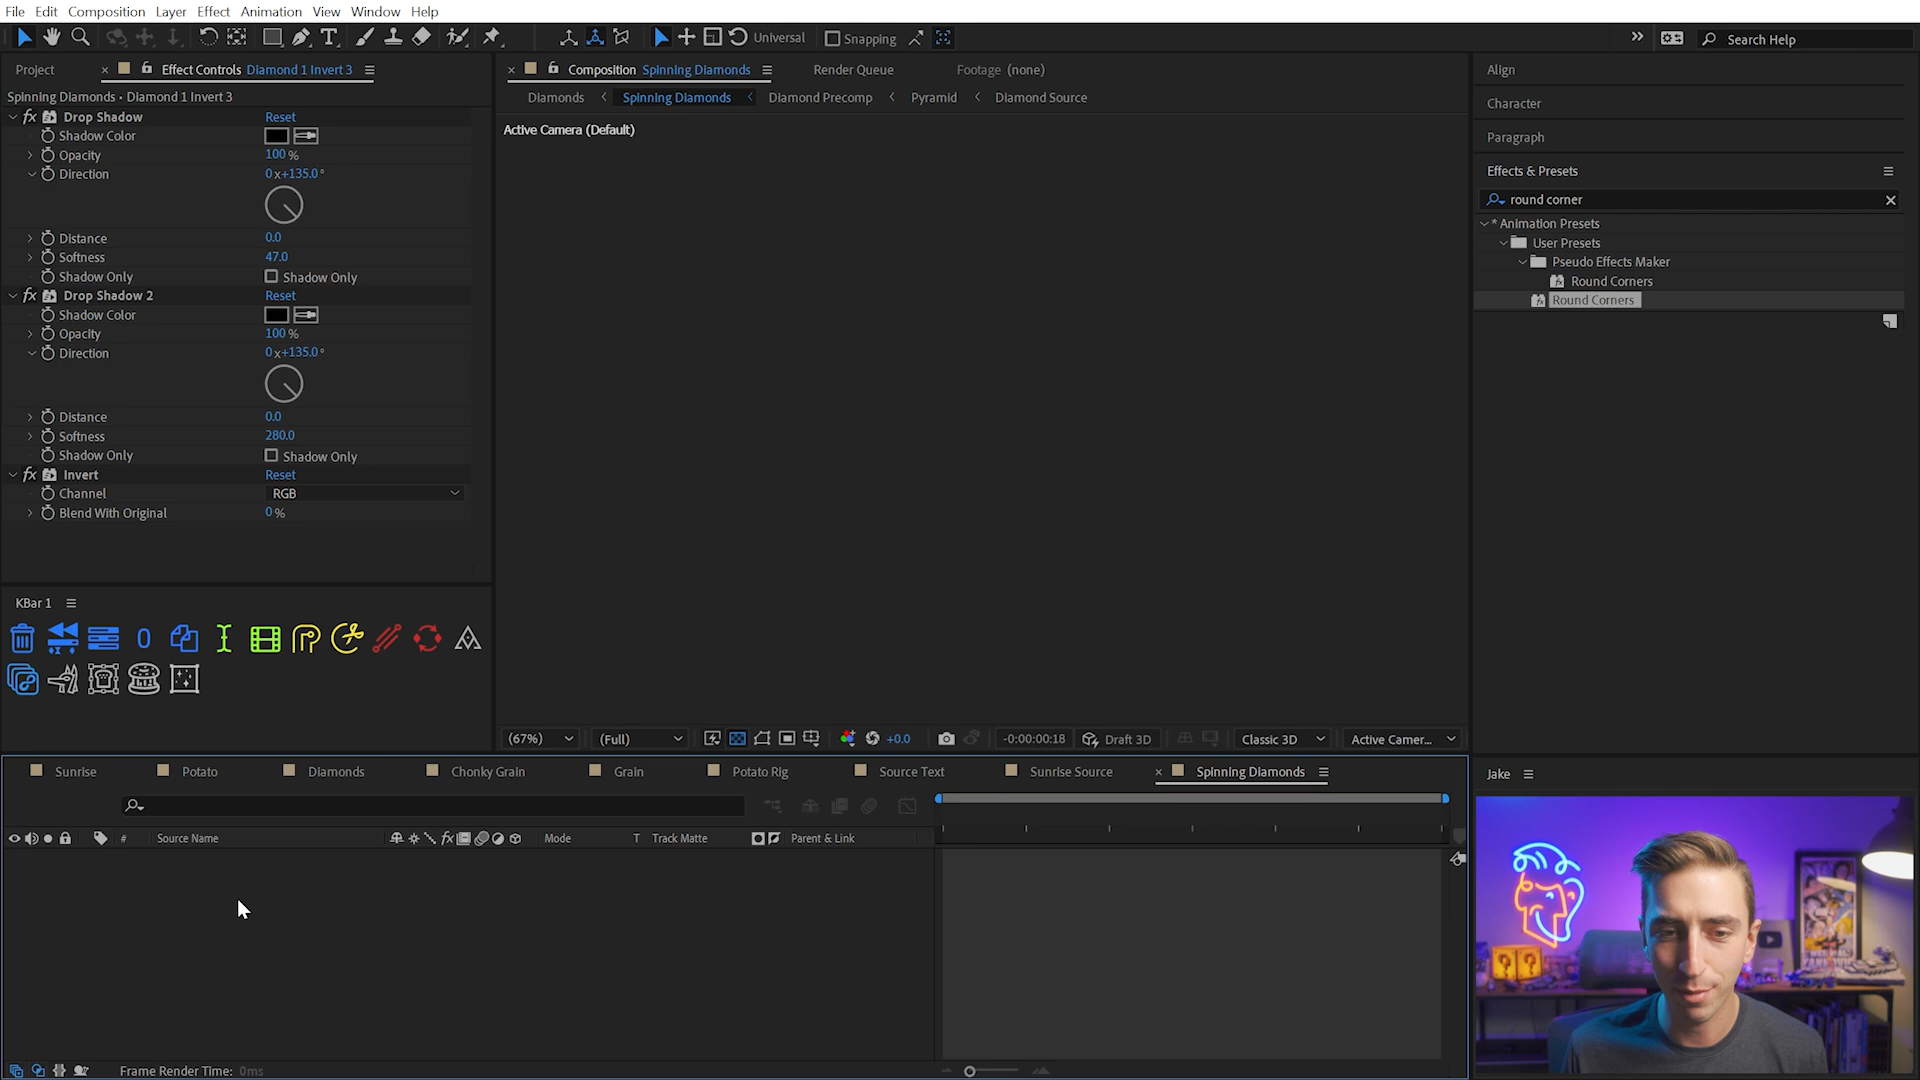 File Edit Composition Layer Effect Animation View Window Help
Universal Snapping Search Help
Project Effect Controls Diamond 1 Invert 3
Spinning Diamonds • Diamond 1 Invert 3
fx Drop Shadow Reset
Shadow Color
Opacity 100 %
Direction 0 x +135.0 °
Distance 0.0
Softness 47.0
Shadow Only Shadow Only
fx Drop Shadow 2 Reset
Shadow Color
Opacity 100 %
Direction 0 x +135.0 °
Distance 0.0
Softness 280.0
Shadow Only Shadow Only
fx Invert Reset
Channel RGB
Blend With Original 0 %
KBar 1
Composition Spinning Diamonds Render Queue Footage (none)
Diamonds Spinning Diamonds Diamond Precomp Pyramid Diamond Source
Active Camera (Default)
(67%) (Full) +0.0 -0:00:00:18 Draft 3D Classic 3D Active Camer...
Align
Character
Paragraph
Effects & Presets
round corner
* Animation Presets
User Presets
Pseudo Effects Maker
Round Corners
Round Corners
Sunrise Potato Diamonds Chonky Grain Grain Potato Rig Source Text Sunrise Source Spinning Diamonds
# Source Name fx Mode T Track Matte Parent & Link
Frame Render Time: 0ms
Jake